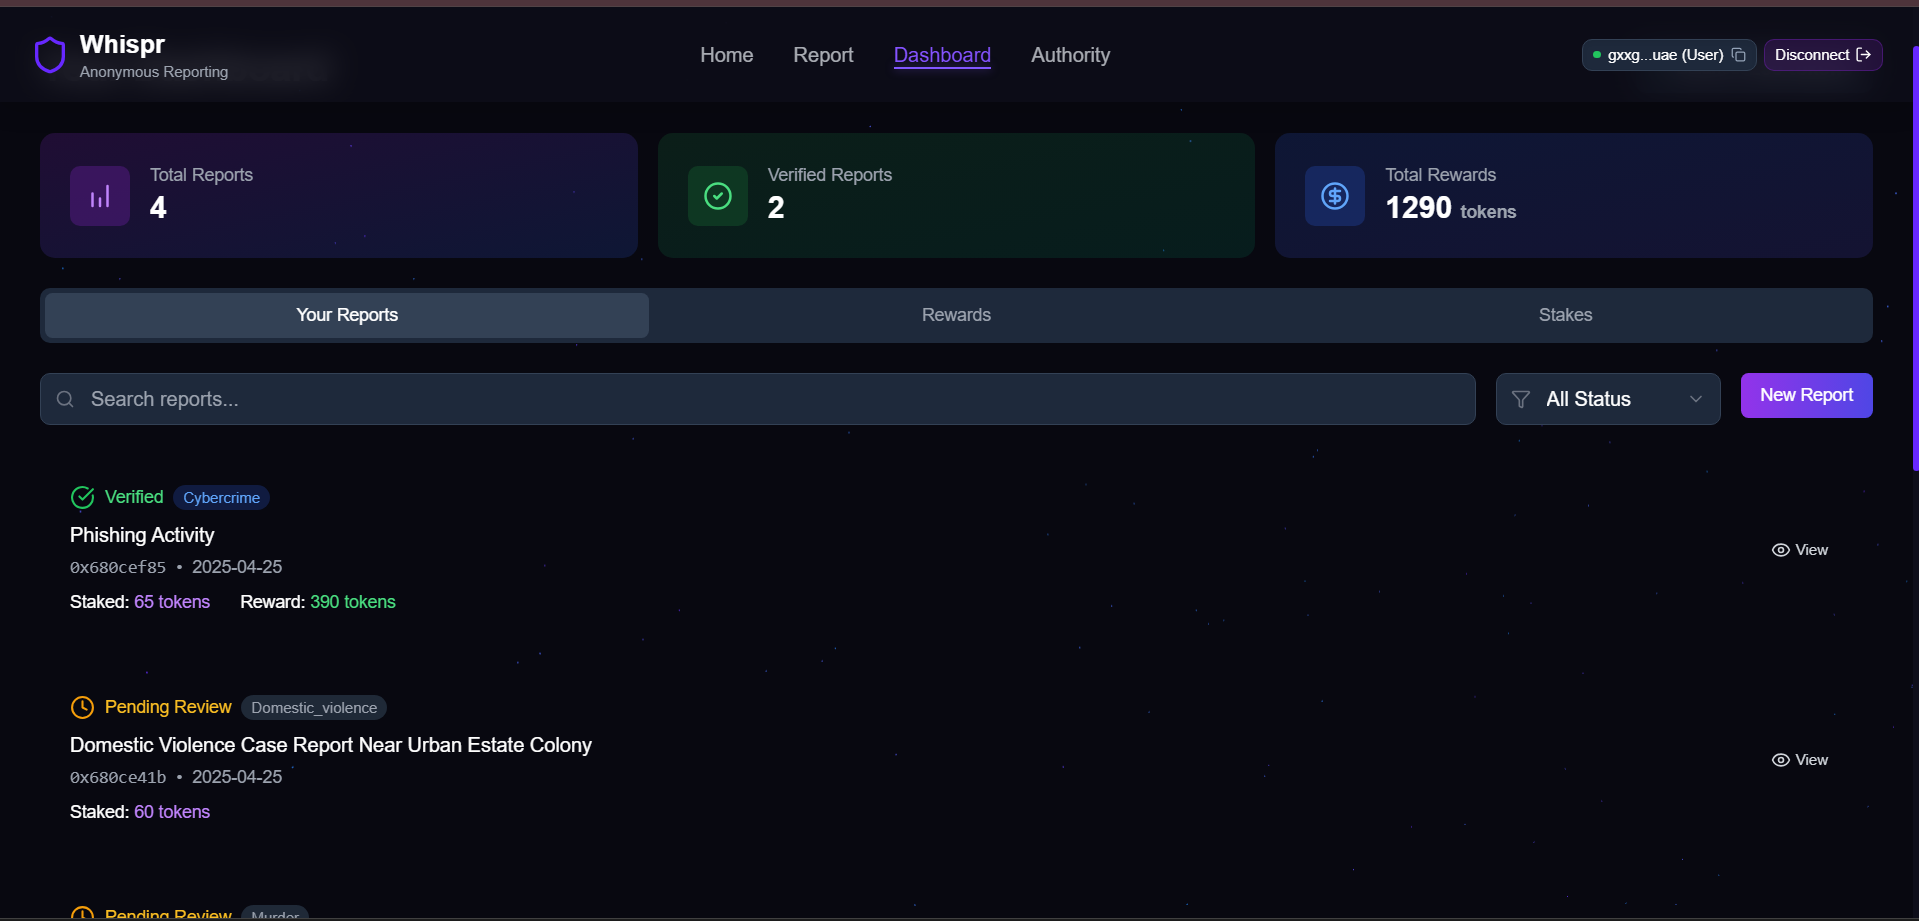 Whispr
Anonymous Reporting
Home
Report
Dashboard
Authority
gxxg...uae (User)
Disconnect
Total Reports
4
Verified Reports
2
Total Rewards
1290 tokens
Your Reports
Rewards
Stakes
Search reports...
All Status
New Report
Verified
Cybercrime
Phishing Activity
0x680cef85 • 2025-04-25
Staked: 65 tokens
Reward: 390 tokens
View
Pending Review
Domestic_violence
Domestic Violence Case Report Near Urban Estate Colony
0x680ce41b • 2025-04-25
Staked: 60 tokens
View
Pending Review
Murder